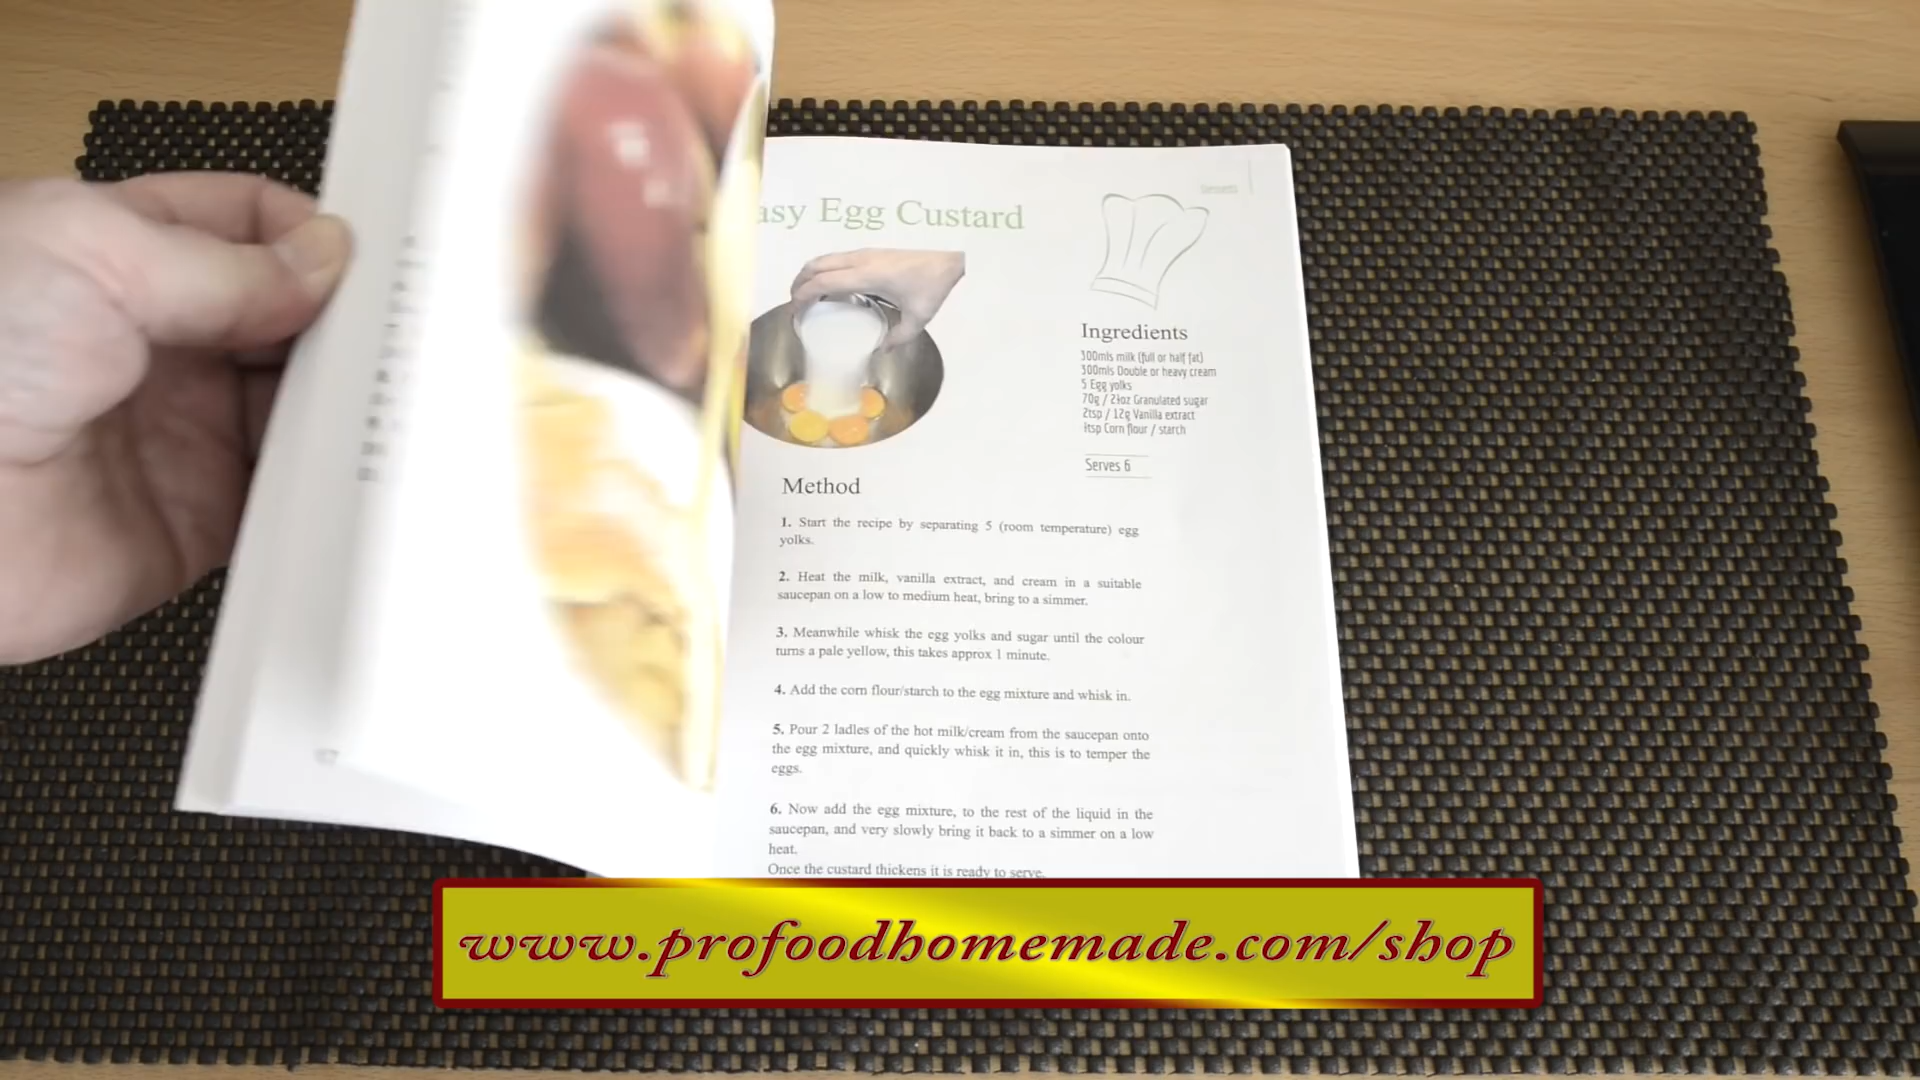 asy Egg Custard
Ingredients
300mls milk (full or half fat)
300mls Double or heavy cream
5 Egg yolks
70g / 2½oz Granulated sugar
2tsp / 12g Vanilla extract
Corn flour / starch
Serves 6
Method
1. Start the recipe by separating 5 (room temperature) egg
yolks.
2. Heat the milk, vanilla extract, and cream in a suitable
saucepan on a low to medium heat, bring to a simmer.
3. Meanwhile whisk the egg yolks and sugar until the colour
turns a pale yellow, this takes approx 1 minute.
4. Add the corn flour/starch to the egg mixture and whisk in.
5. Pour 2 ladles of the hot milk/cream from the saucepan onto
the egg mixture, and quickly whisk it in, this is to temper the
eggs.
6. Now add the egg mixture, to the rest of the liquid in the
saucepan, and very slowly bring it back to a simmer on a low
heat.
Once the custard thickens it is ready to serve.
www.profoodhomemade.com/shop